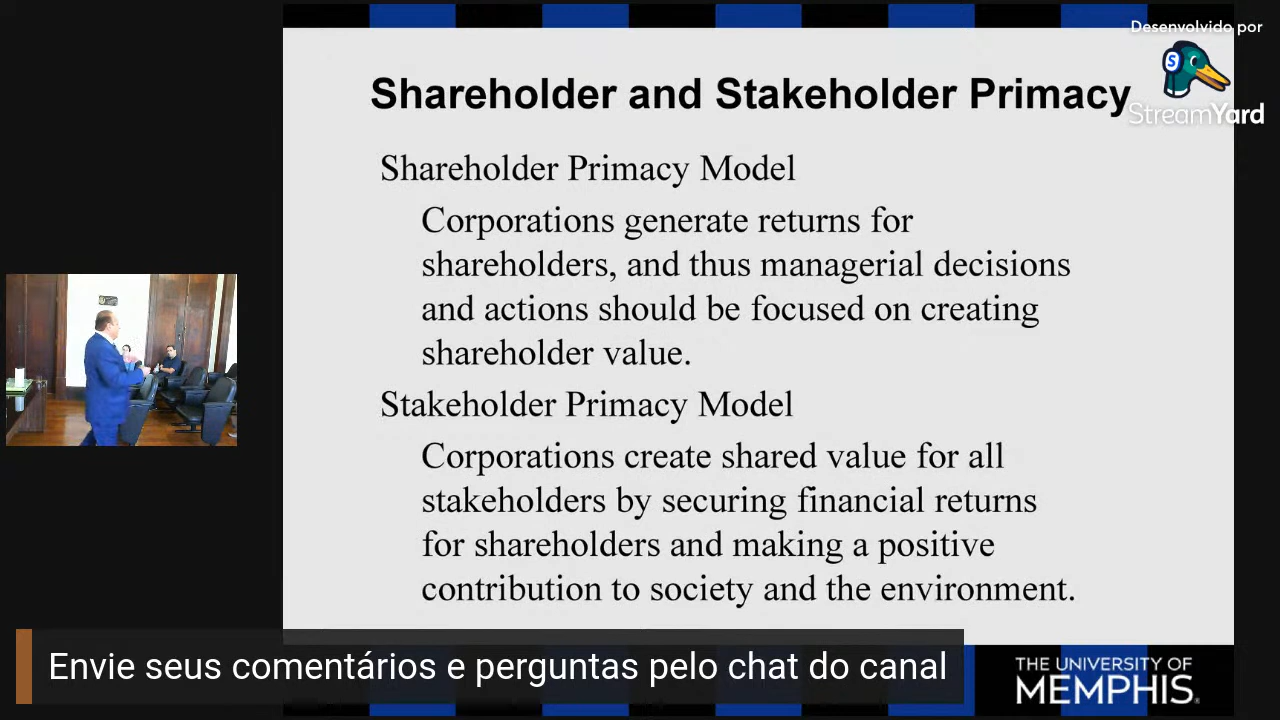 Desenvolvido por
StreamYard
Shareholder and Stakeholder Primacy
Shareholder Primacy Model
Corporations generate returns for
shareholders, and thus managerial decisions
and actions should be focused on creating
shareholder value.
Stakeholder Primacy Model
Corporations create shared value for all
stakeholders by securing financial returns
for shareholders and making a positive
contribution to society and the environment.
Envie seus comentários e perguntas pelo chat do canal
THE UNIVERSITY OF
MEMPHIS®